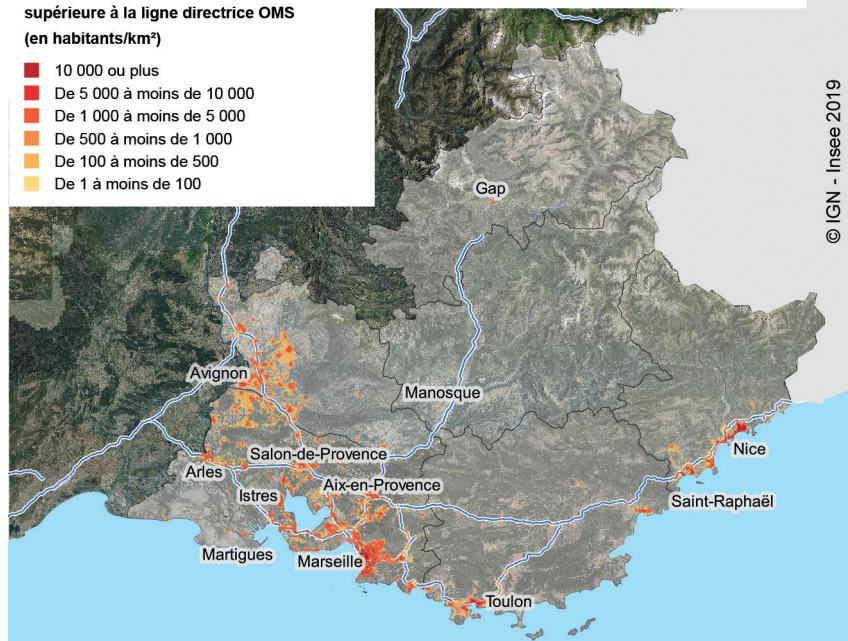 supérieure à la ligne directrice OMS
(en habitants/km²)
10 000 ou plus
De 5 000 à moins de 10 000
De 1 000 à moins de 5 000
De 500 à moins de 1 000
De 100 à moins de 500
De 1 à moins de 100
© IGN - Insee 2019
Gap
Avignon
Manosque
Salon-de-Provence
Arles
Aix-en-Provence
Istres
Nice
Saint-Raphaël
Martigues
Marseille
Toulon